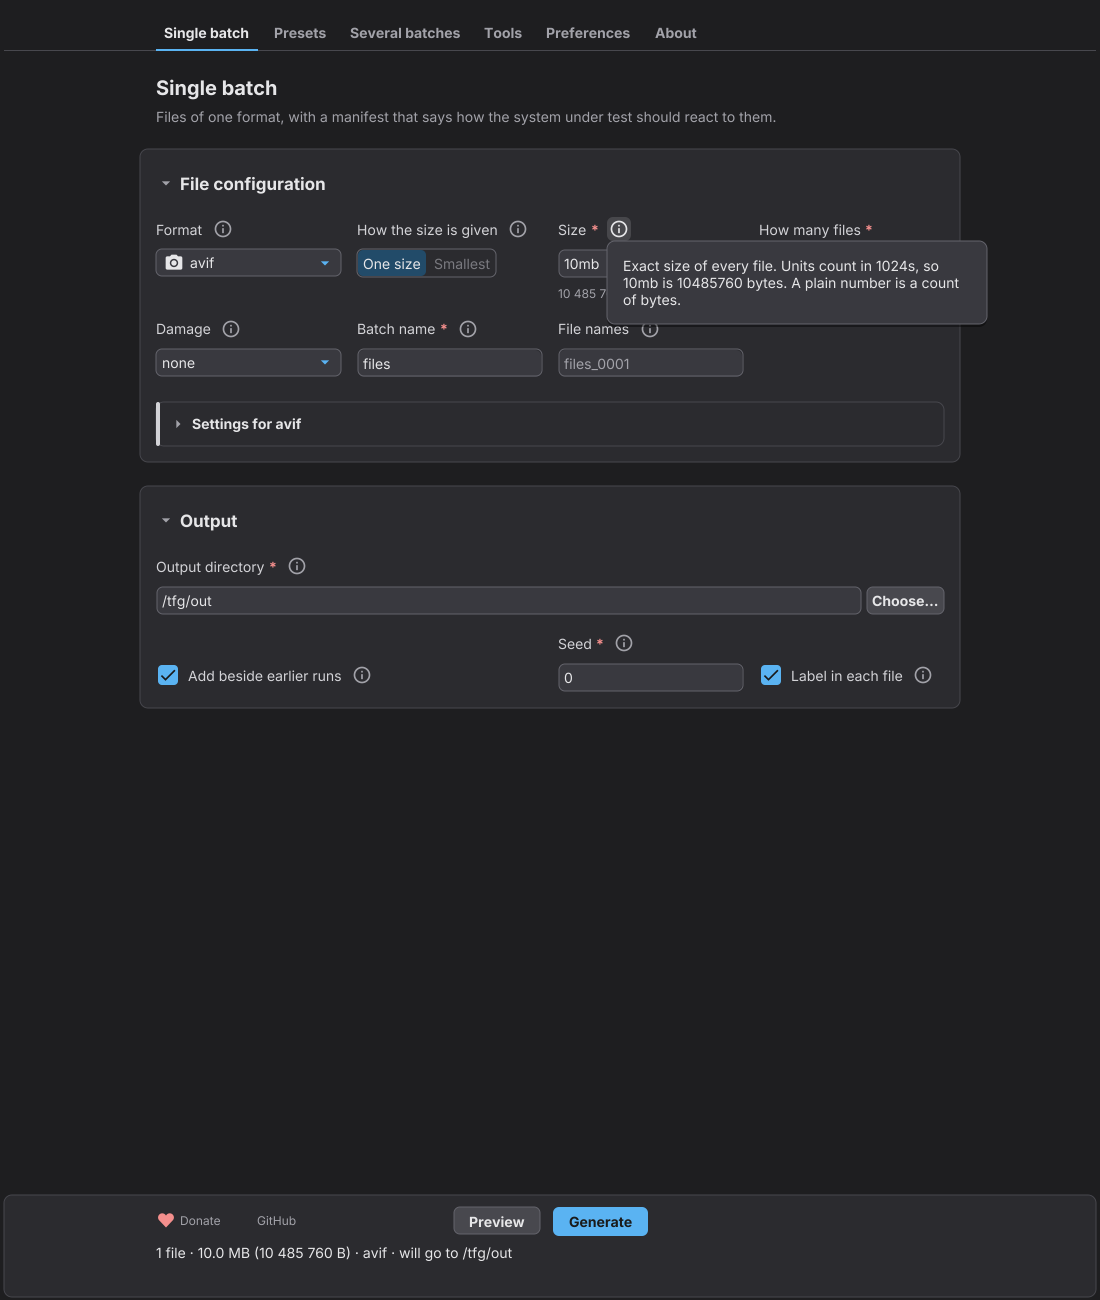 Single batch Presets Several batches Tools Preferences About
Single batch
Files of one format, with a manifest that says how the system under test should react to them.
File configuration
Format How the size is given Size * How many files *
avif One size Smallest 10mb
Exact size of every file. Units count in 1024s, so
10mb is 10485760 bytes. A plain number is a count
of bytes.
10 485 7
Damage Batch name * File names
none files files_0001
Settings for avif
Output
Output directory *
/tfg/out Choose...
Seed *
Add beside earlier runs 0 Label in each file
Donate GitHub Preview Generate
1 file · 10.0 MB (10 485 760 B) · avif · will go to /tfg/out